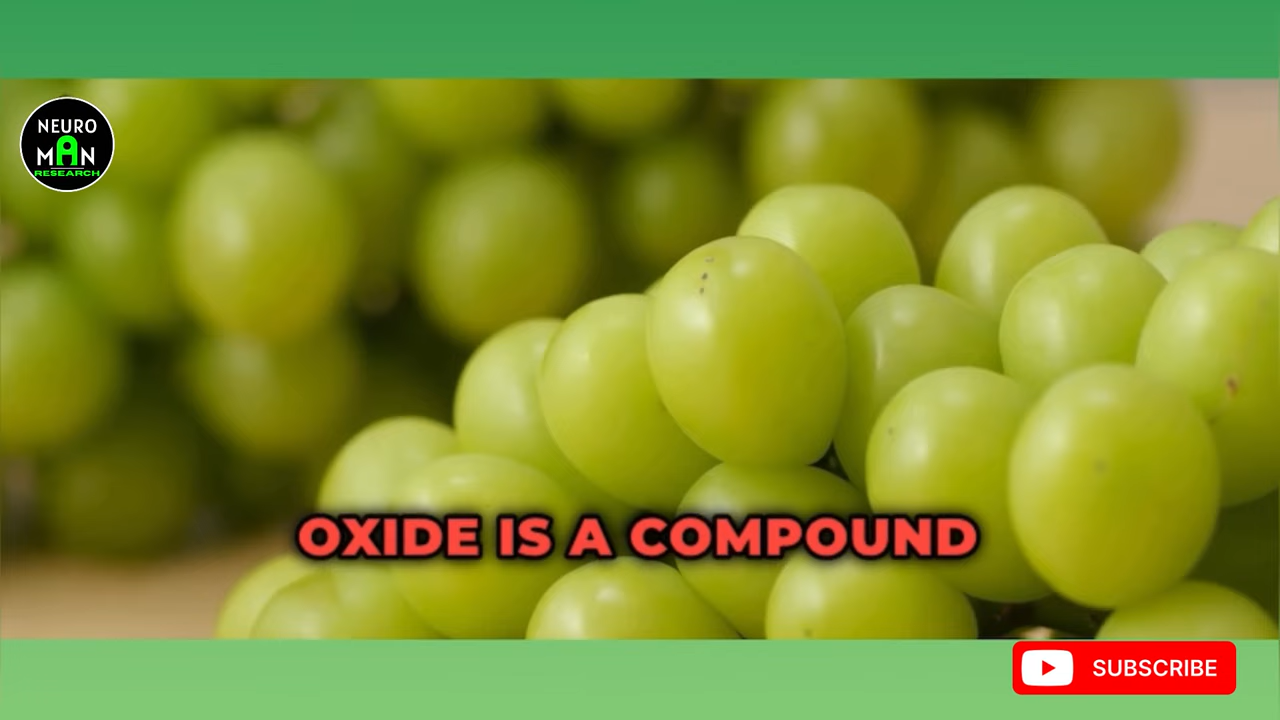 NEURO
MAN
RESEARCH
OXIDE IS A COMPOUND
SUBSCRIBE